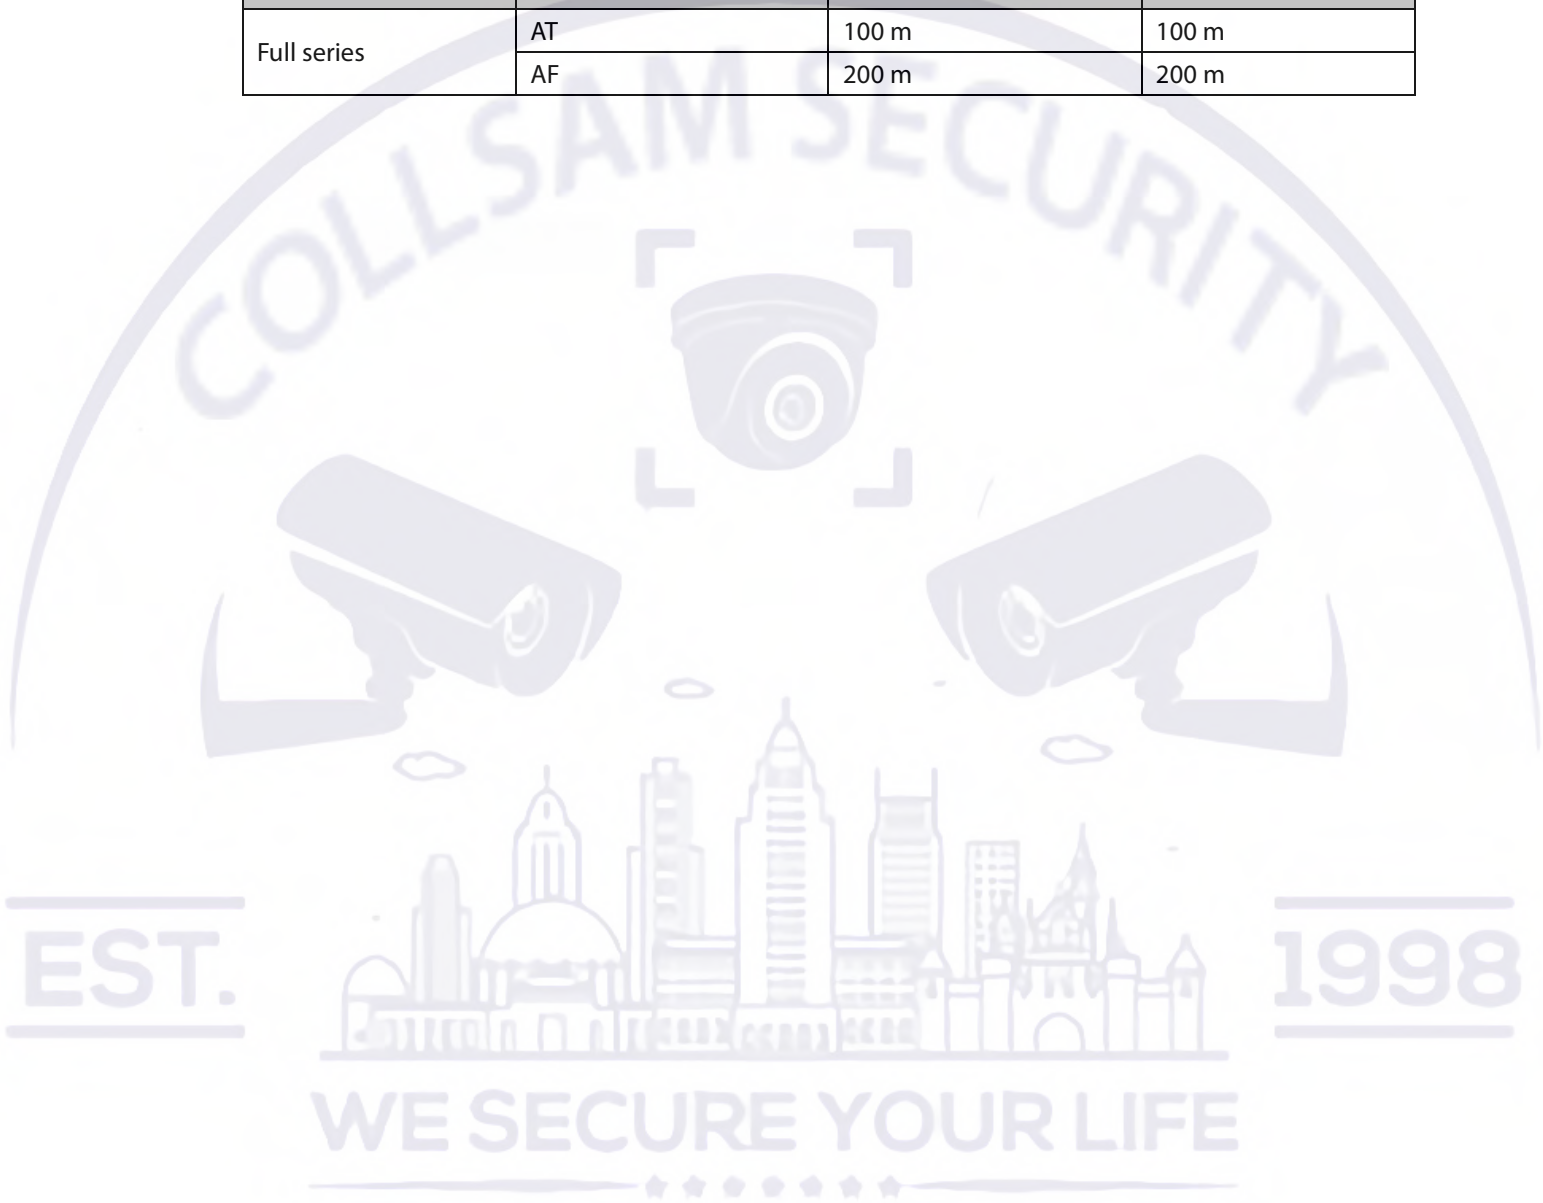 Full series AT 100 m 100 m
AF 200 m 200 m
COLLSAM SECURITY
EST. 1998
WE SECURE YOUR LIFE